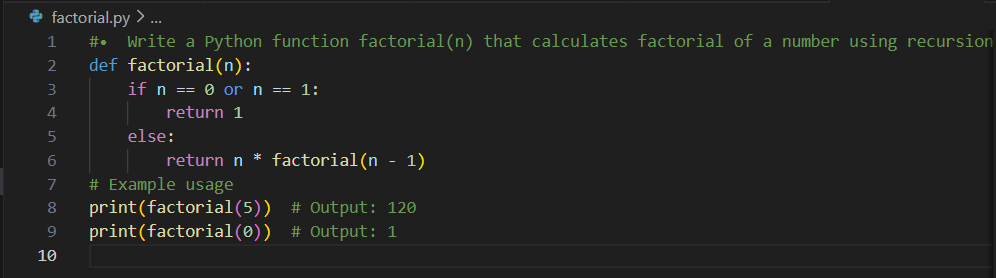 factorial.py > ...
1 #•  Write a Python function factorial(n) that calculates factorial of a number using recursion
2 def factorial(n):
3     if n == 0 or n == 1:
4         return 1
5     else:
6         return n * factorial(n - 1)
7 # Example usage
8 print(factorial(5))  # Output: 120
9 print(factorial(0))  # Output: 1
10